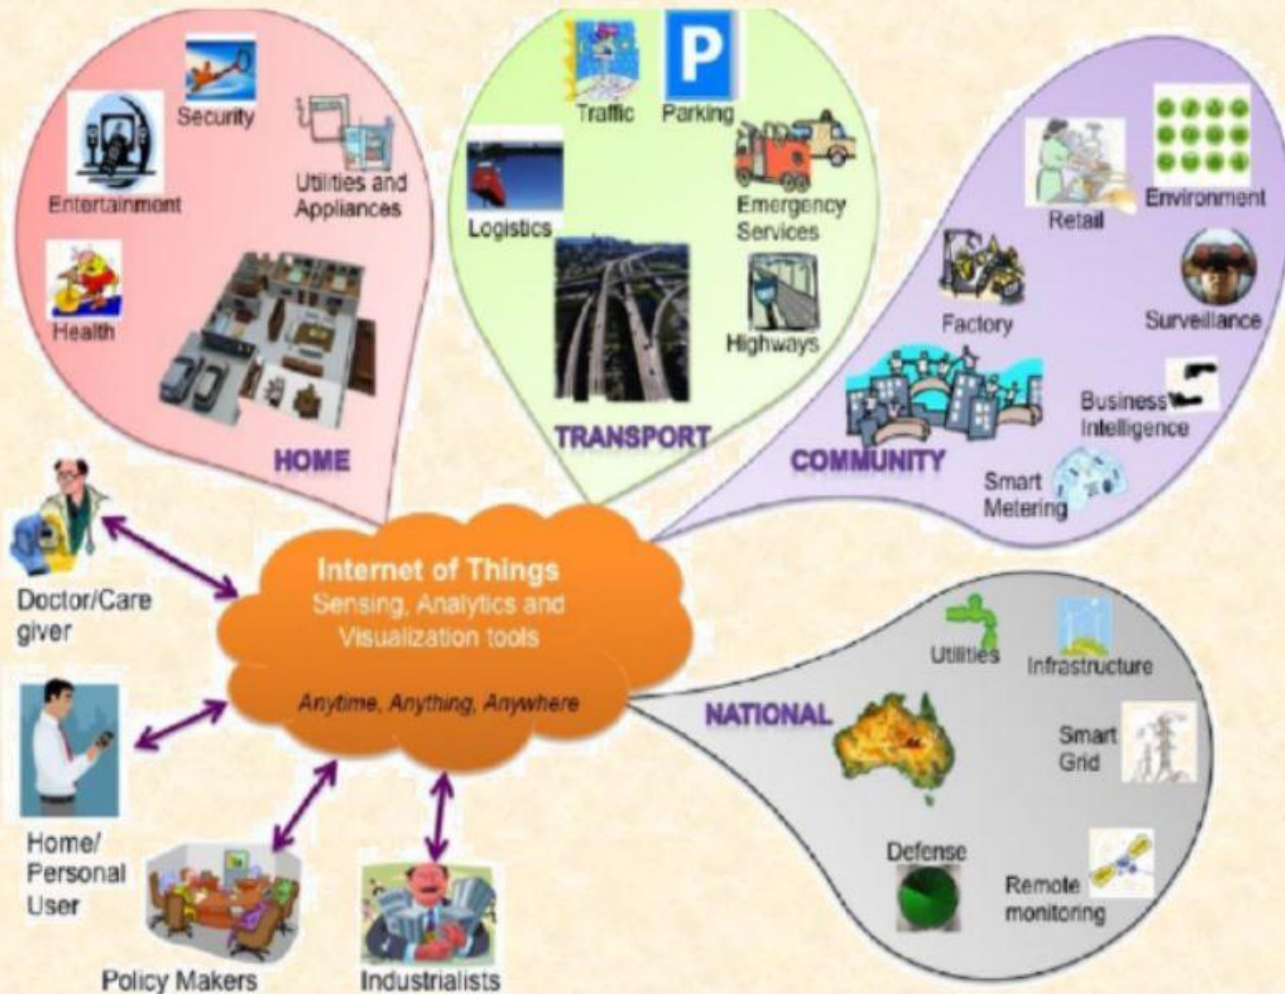 Security
Entertainment
Utilities and
Appliances
Health
HOME
Traffic
P
Parking
Logistics
Emergency
Services
Highways
TRANSPORT
Retail
Environment
Factory
Surveillance
Business
Intelligence
COMMUNITY
Smart
Metering
Internet of Things
Sensing, Analytics and
Visualization tools
Anytime, Anything, Anywhere
Doctor/Care
giver
Home/
Personal
User
Policy Makers
Industrialists
NATIONAL
Utilities
Infrastructure
Smart
Grid
Defense
Remote
monitoring